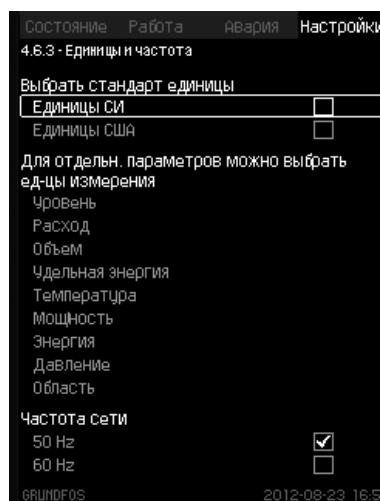 Состояние Работа Авария Настройки
4.6.3 - Единицы и частота
Выбрать стандарт единицы
Единицы СИ
Единицы США
Для отдельн. параметров можно выбрать
ед-цы измерения
Уровень
Расход
Объем
Удельная энергия
Температура
Мощность
Энергия
Давление
Область
Частота сети
50 Hz
60 Hz
GRUNDFOS 2012-08-23 16:5